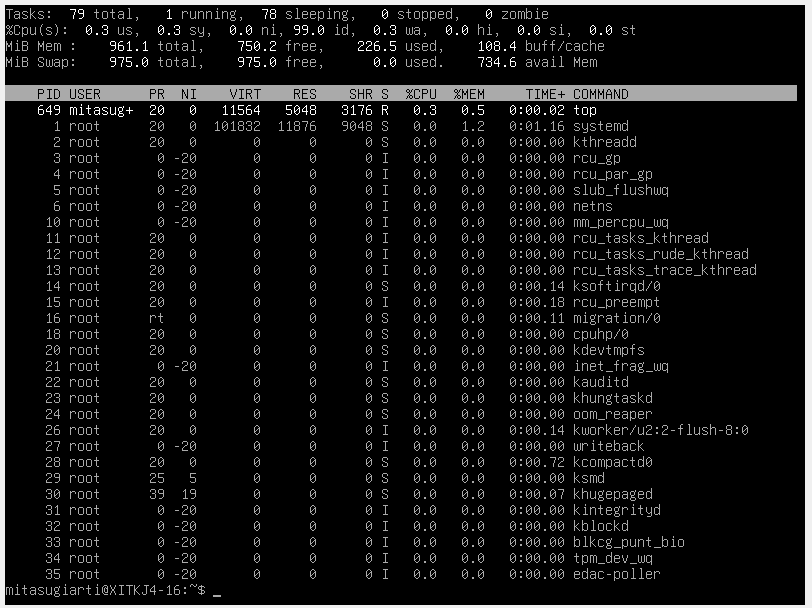 Tasks:  79 total,   1 running,  78 sleeping,   0 stopped,   0 zombie
%Cpu(s):  0.3 us,  0.3 sy,  0.0 ni, 99.0 id,  0.3 wa,  0.0 hi,  0.0 si,  0.0 st
MiB Mem :    961.1 total,    750.2 free,    226.5 used,    108.4 buff/cache
MiB Swap:    975.0 total,    975.0 free,      0.0 used.    734.6 avail Mem
PID USER      PR  NI    VIRT    RES    SHR S  %CPU  %MEM     TIME+ COMMAND
649 mitasug+  20   0   11564   5048   3176 R   0.3   0.5   0:00.02 top
1 root      20   0  101832  11876   9048 S   0.0   1.2   0:01.16 systemd
2 root      20   0       0      0      0 S   0.0   0.0   0:00.00 kthreadd
3 root       0 -20       0      0      0 I   0.0   0.0   0:00.00 rcu_gp
4 root       0 -20       0      0      0 I   0.0   0.0   0:00.00 rcu_par_gp
5 root       0 -20       0      0      0 I   0.0   0.0   0:00.00 slub_flushwq
6 root       0 -20       0      0      0 I   0.0   0.0   0:00.00 netns
10 root       0 -20       0      0      0 I   0.0   0.0   0:00.00 mm_percpu_wq
11 root      20   0       0      0      0 I   0.0   0.0   0:00.00 rcu_tasks_kthread
12 root      20   0       0      0      0 I   0.0   0.0   0:00.00 rcu_tasks_rude_kthread
13 root      20   0       0      0      0 I   0.0   0.0   0:00.00 rcu_tasks_trace_kthread
14 root      20   0       0      0      0 S   0.0   0.0   0:00.14 ksoftirqd/0
15 root      20   0       0      0      0 I   0.0   0.0   0:00.18 rcu_preempt
16 root      rt   0       0      0      0 S   0.0   0.0   0:00.11 migration/0
18 root      20   0       0      0      0 S   0.0   0.0   0:00.00 cpuhp/0
20 root      20   0       0      0      0 S   0.0   0.0   0:00.00 kdevtmpfs
21 root       0 -20       0      0      0 I   0.0   0.0   0:00.00 inet_frag_wq
22 root      20   0       0      0      0 S   0.0   0.0   0:00.00 kauditd
23 root      20   0       0      0      0 S   0.0   0.0   0:00.00 khungtaskd
24 root      20   0       0      0      0 S   0.0   0.0   0:00.00 oom_reaper
26 root      20   0       0      0      0 I   0.0   0.0   0:00.14 kworker/u2:2-flush-8:0
27 root       0 -20       0      0      0 I   0.0   0.0   0:00.00 writeback
28 root      20   0       0      0      0 S   0.0   0.0   0:00.72 kcompactd0
29 root      25   5       0      0      0 S   0.0   0.0   0:00.00 ksmd
30 root      39  19       0      0      0 S   0.0   0.0   0:00.07 khugepaged
31 root       0 -20       0      0      0 I   0.0   0.0   0:00.00 kintegrityd
32 root       0 -20       0      0      0 I   0.0   0.0   0:00.00 kblockd
33 root       0 -20       0      0      0 I   0.0   0.0   0:00.00 blkcg_punt_bio
34 root       0 -20       0      0      0 I   0.0   0.0   0:00.00 tpm_dev_wq
35 root       0 -20       0      0      0 I   0.0   0.0   0:00.00 edac-poller
mitasugiarti@XITKJ4-16:~$ _